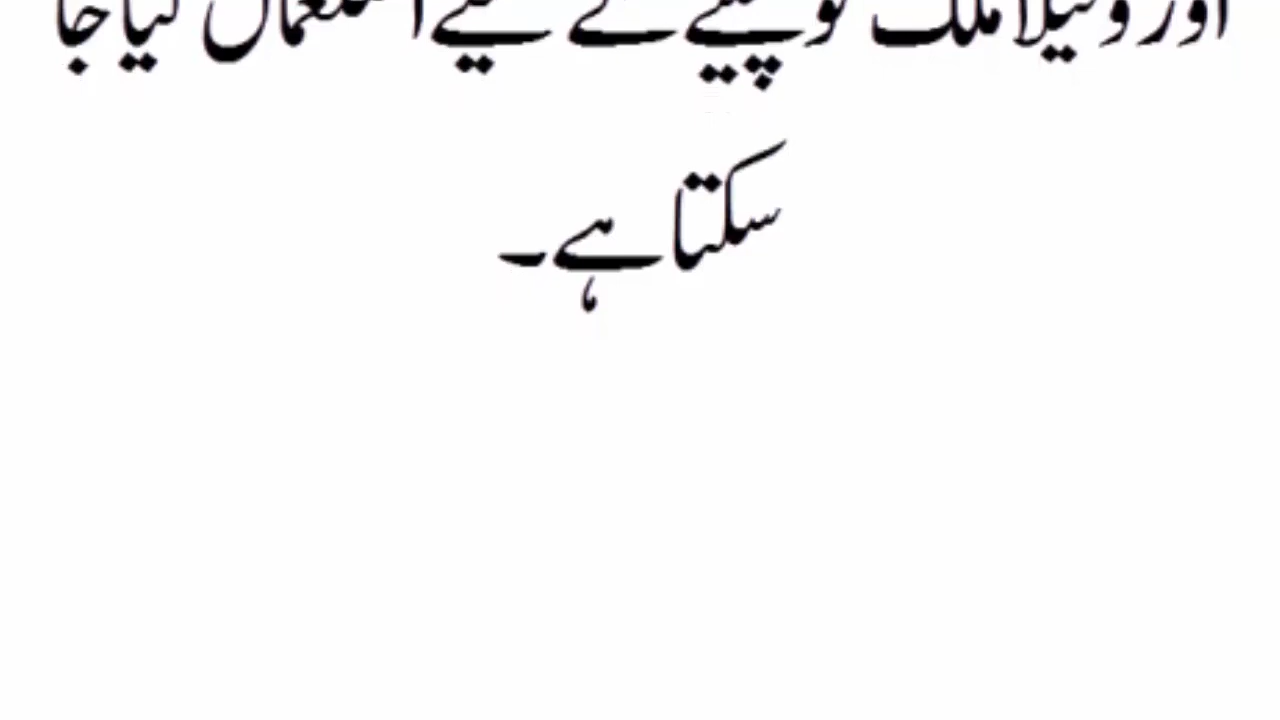 اور ونیلا ملک کو پینے کے لیے استعمال کیا جا
سکتا ہے۔